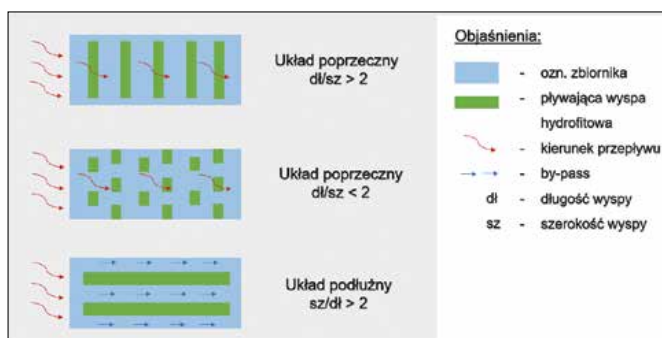 Układ poprzeczny
dł/sz > 2
Układ poprzeczny
dł/sz < 2
Układ podłużny
sz/dł > 2
Objaśnienia:
- ozn. zbiornika
- pływająca wyspa
hydrofitowa
- kierunek przepływu
- by-pass
dł - długość wyspy
sz - szerokość wyspy